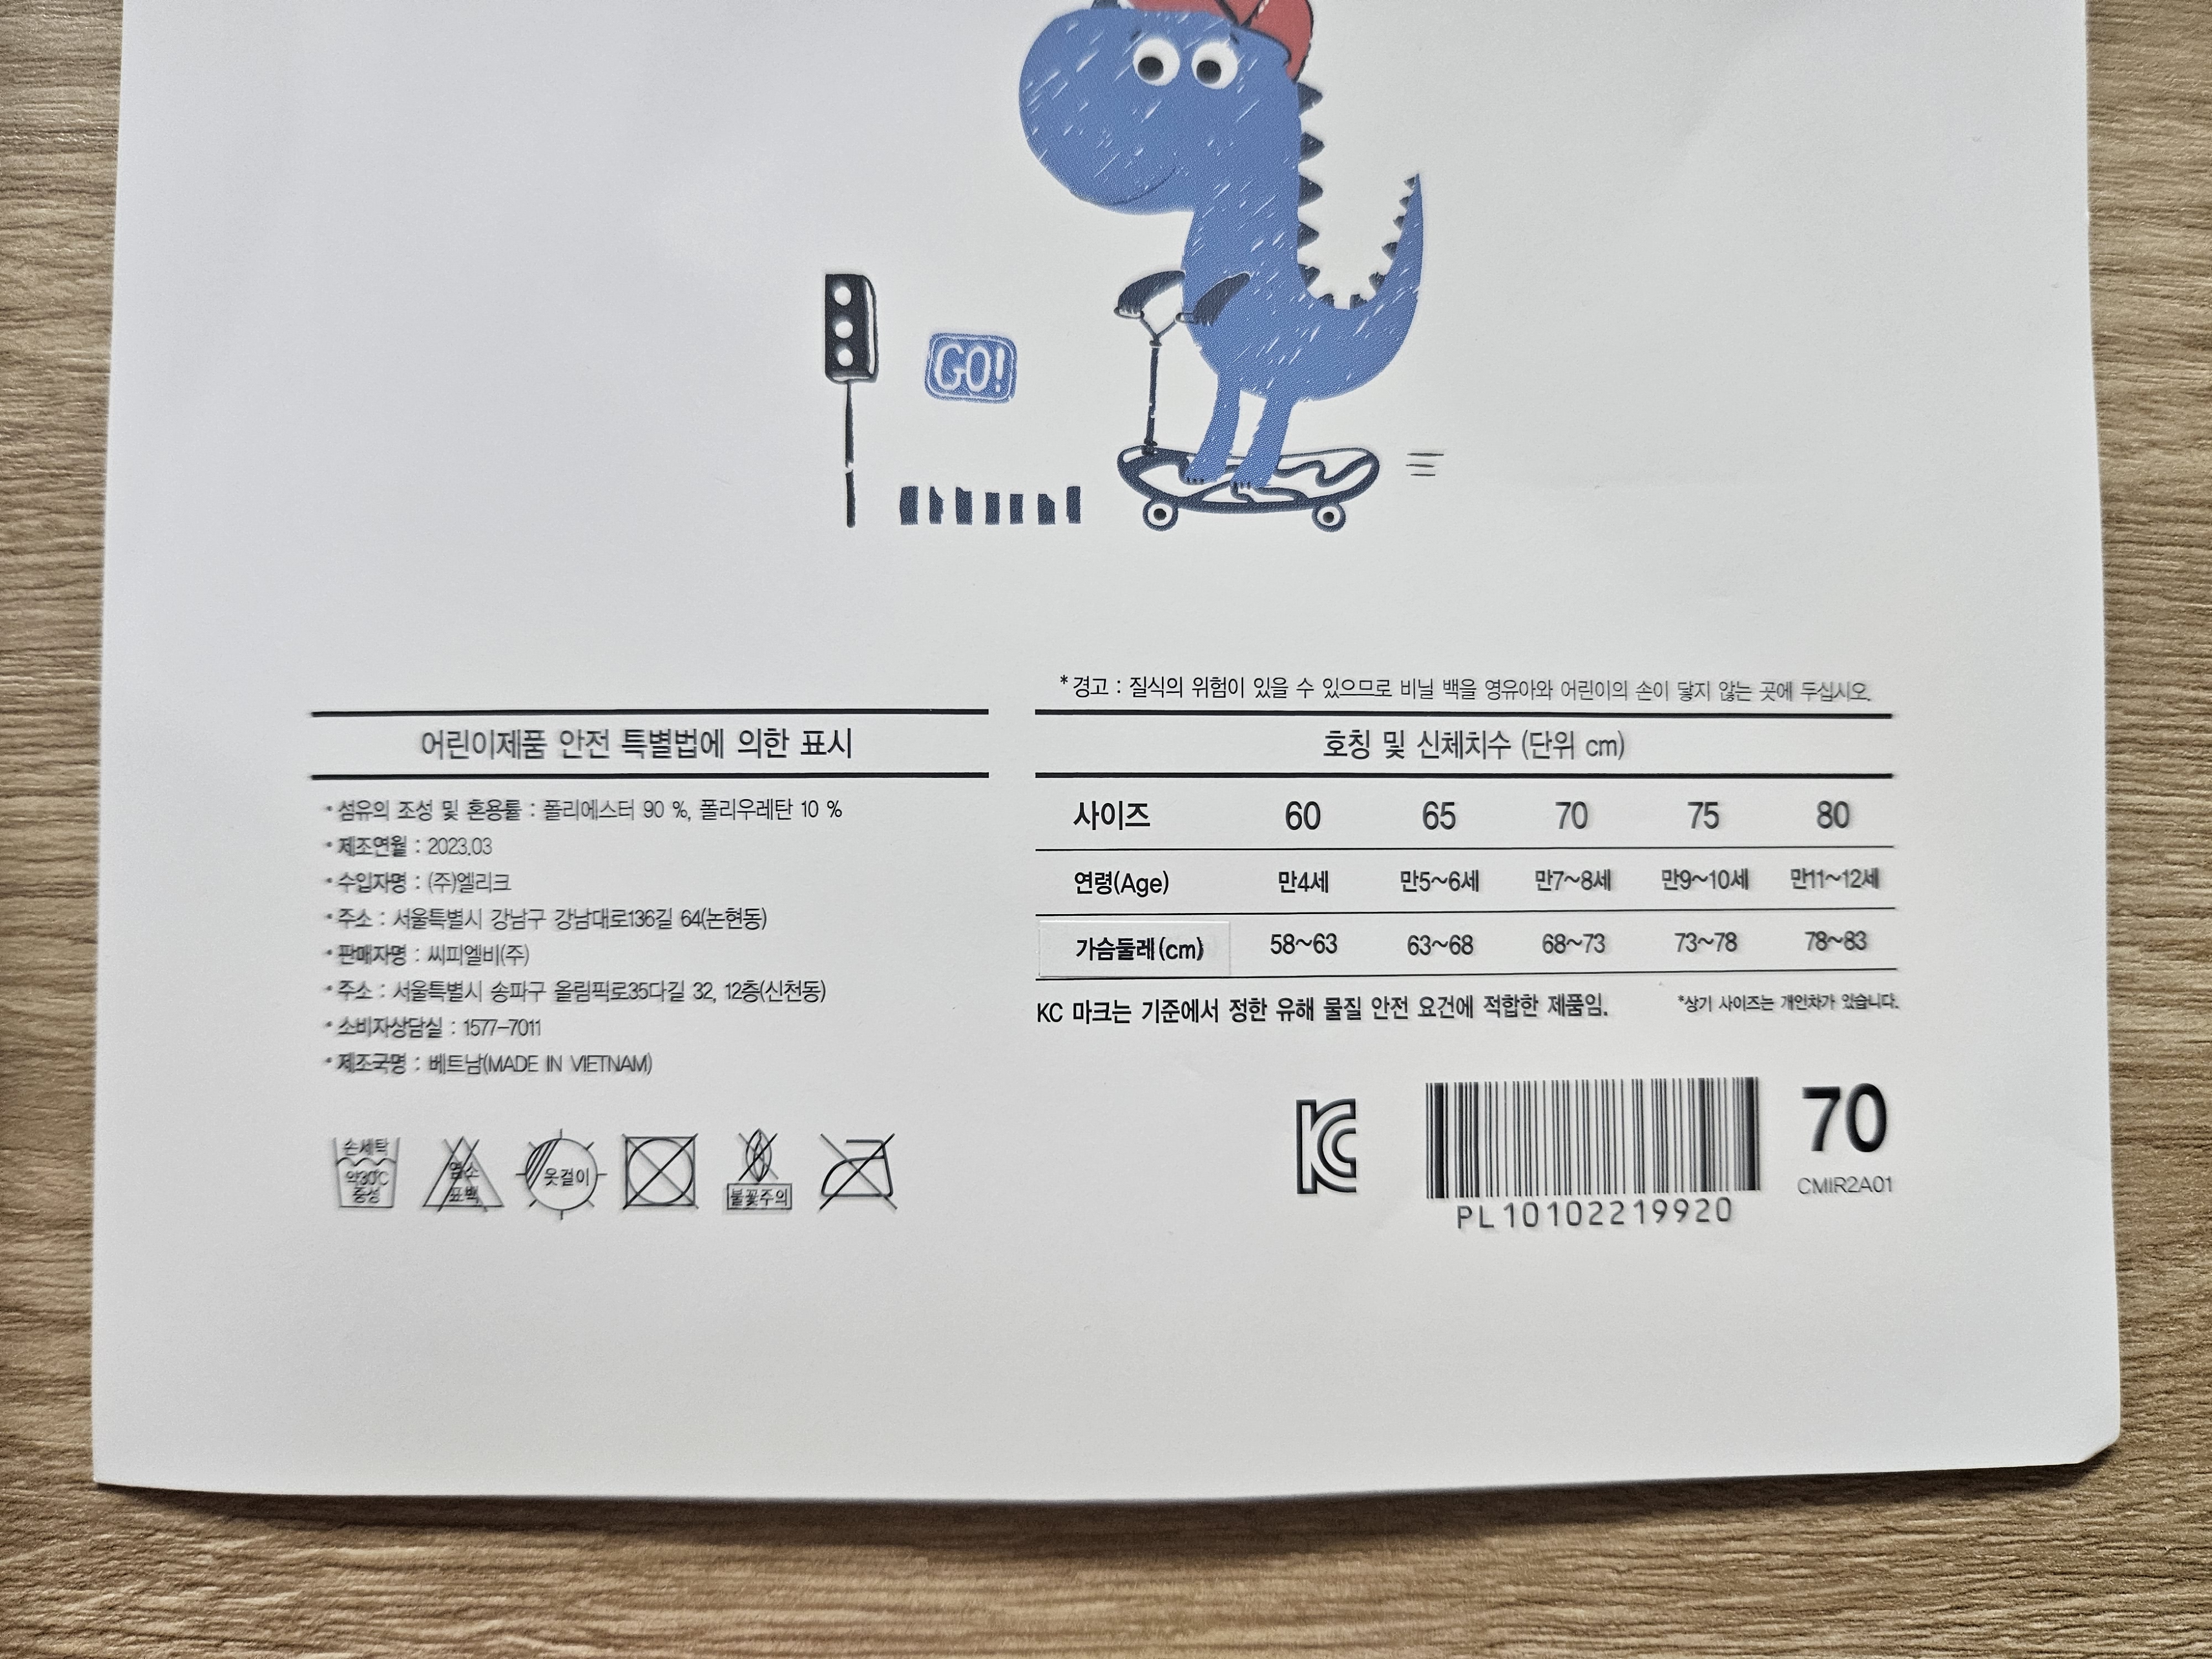 GO!
*경고 : 질식의 위험이 있을 수 있으므로 비닐 백을 영유아와 어린이의 손이 닿지 않는 곳에 두십시오.
어린이제품 안전 특별법에 의한 표시
• 섬유의 조성 및 혼용률 : 폴리에스터 90 %, 폴리우레탄 10 %
• 제조연월 : 2023.03
• 수입자명 : (주)엘리크
• 주소 : 서울특별시 강남구 강남대로136길 64(논현동)
• 판매자명 : 씨피엘비(주)
• 주소 : 서울특별시 송파구 올림픽로35다길 32, 12층(신천동)
• 소비자상담실 : 1577-7011
• 제조국명 : 베트남(MADE IN VIETNAM)
손세탁
약30℃
중성
염소
표백
옷걸이
불꽃주의
호칭 및 신체치수 (단위 cm)
사이즈 60 65 70 75 80
연령(Age) 만4세 만5~6세 만7~8세 만9~10세 만11~12세
가슴둘레(cm) 58~63 63~68 68~73 73~78 78~83
KC 마크는 기준에서 정한 유해 물질 안전 요건에 적합한 제품임. *상기 사이즈는 개인차가 있습니다.
KC
PL10102219920
70
CMIR2A01